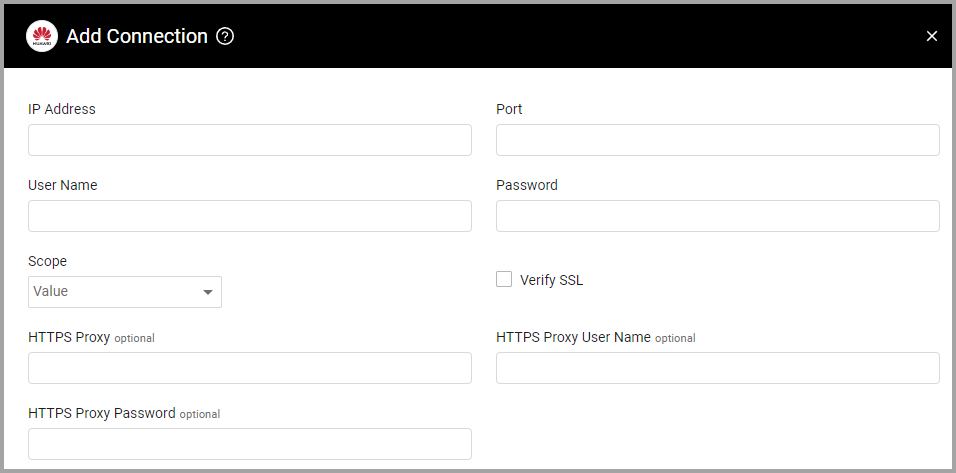 HUAWEI
Add Connection ?
IP Address
Port
User Name
Password
Scope
Value
Verify SSL
HTTPS Proxy optional
HTTPS Proxy User Name optional
HTTPS Proxy Password optional